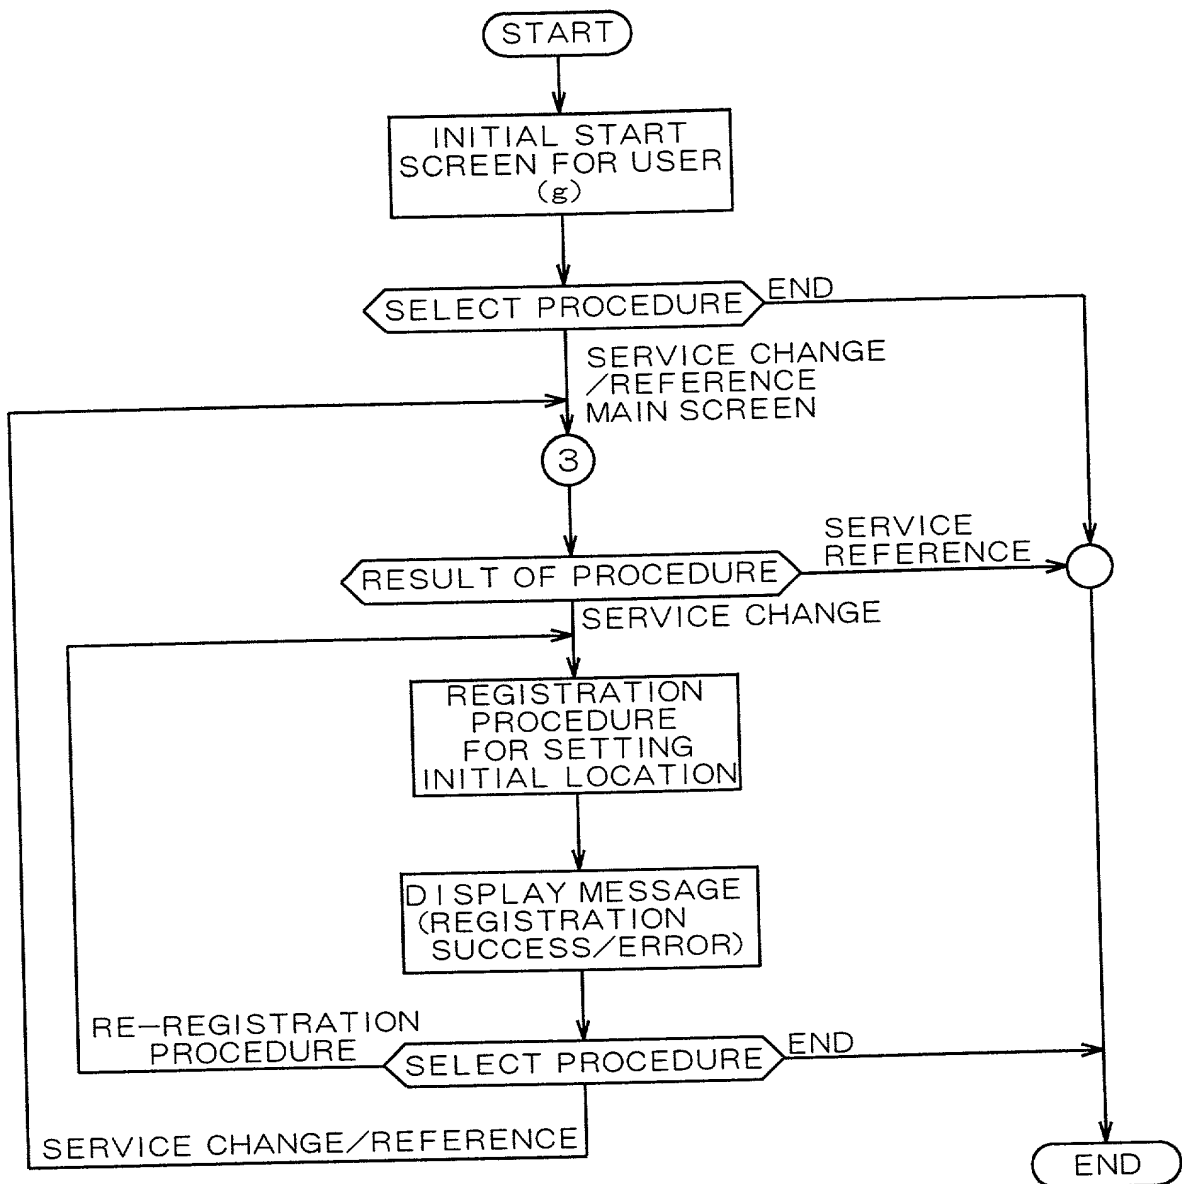 START
INITIAL START
SCREEN FOR USER
(g)
SELECT PROCEDURE
END
SERVICE CHANGE
/REFERENCE
MAIN SCREEN
3
RESULT OF PROCEDURE
SERVICE
REFERENCE
SERVICE CHANGE
REGISTRATION
PROCEDURE
FOR SETTING
INITIAL LOCATION
DISPLAY MESSAGE
(REGISTRATION
SUCCESS/ERROR)
RE-REGISTRATION
PROCEDURE
SELECT PROCEDURE
END
SERVICE CHANGE/REFERENCE
END